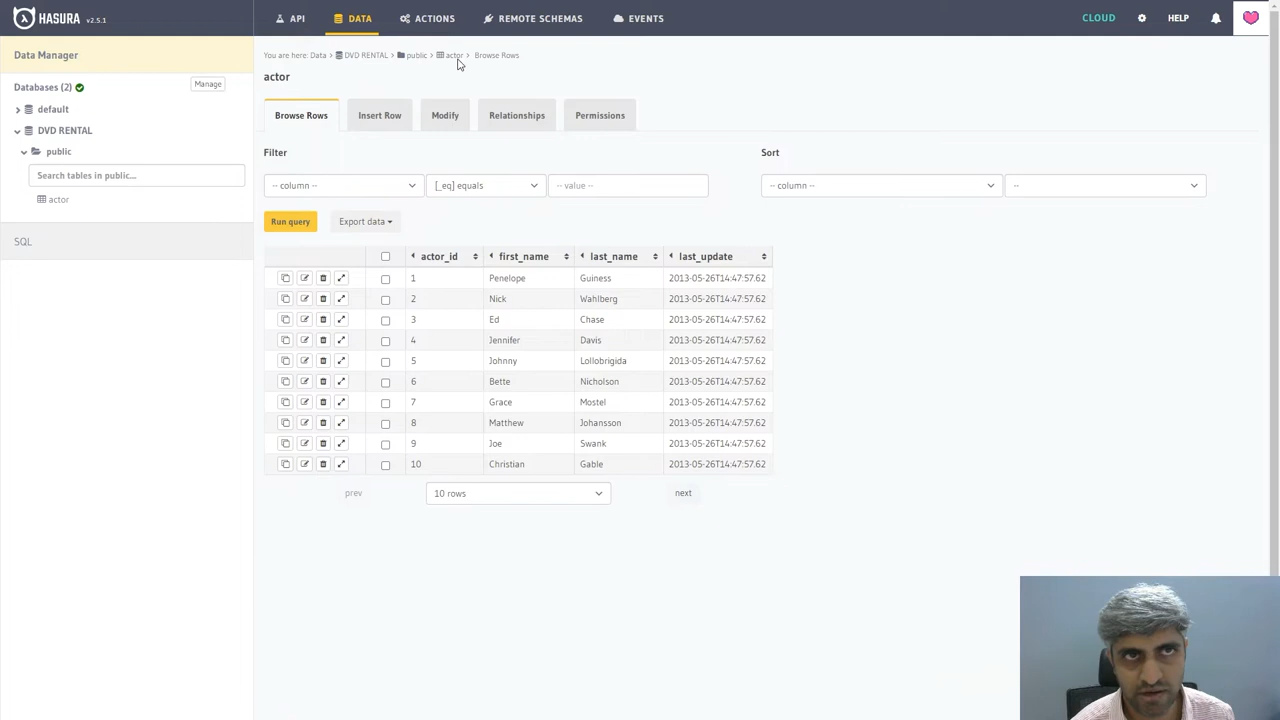 HASURA v2.5.1
API
DATA
ACTIONS
REMOTE SCHEMAS
EVENTS
CLOUD
HELP
Data Manager
Databases (2)
Manage
default
DVD RENTAL
public
Search tables in public...
actor
SQL
You are here: Data > DVD RENTAL > public > actor > Browse Rows
actor
Browse Rows
Insert Row
Modify
Relationships
Permissions
Filter
Sort
-- column --
[_eq] equals
-- value --
-- column --
--
Run query
Export data
actor_id first_name last_name last_update
1 Penelope Guiness 2013-05-26T14:47:57.62
2 Nick Wahlberg 2013-05-26T14:47:57.62
3 Ed Chase 2013-05-26T14:47:57.62
4 Jennifer Davis 2013-05-26T14:47:57.62
5 Johnny Lollobrigida 2013-05-26T14:47:57.62
6 Bette Nicholson 2013-05-26T14:47:57.62
7 Grace Mostel 2013-05-26T14:47:57.62
8 Matthew Johansson 2013-05-26T14:47:57.62
9 Joe Swank 2013-05-26T14:47:57.62
10 Christian Gable 2013-05-26T14:47:57.62
prev
10 rows
next